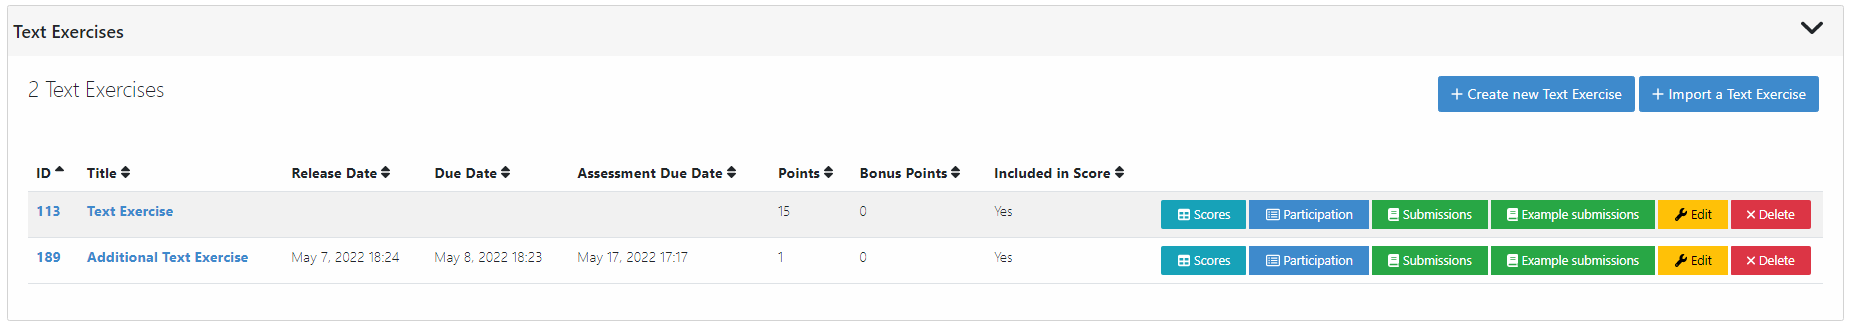 Text Exercises
2 Text Exercises
+ Create new Text Exercise + Import a Text Exercise
ID Title Release Date Due Date Assessment Due Date Points Bonus Points Included in Score
113 Text Exercise 15 0 Yes Scores Participation Submissions Example submissions Edit × Delete
189 Additional Text Exercise May 7, 2022 18:24 May 8, 2022 18:23 May 17, 2022 17:17 1 0 Yes Scores Participation Submissions Example submissions Edit × Delete